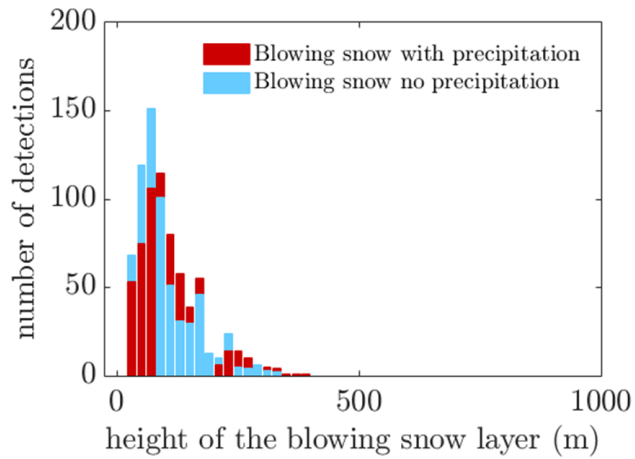 200
150
100
50
0
number of detections
Blowing snow with precipitation
Blowing snow no precipitation
0 500 1000
height of the blowing snow layer (m)